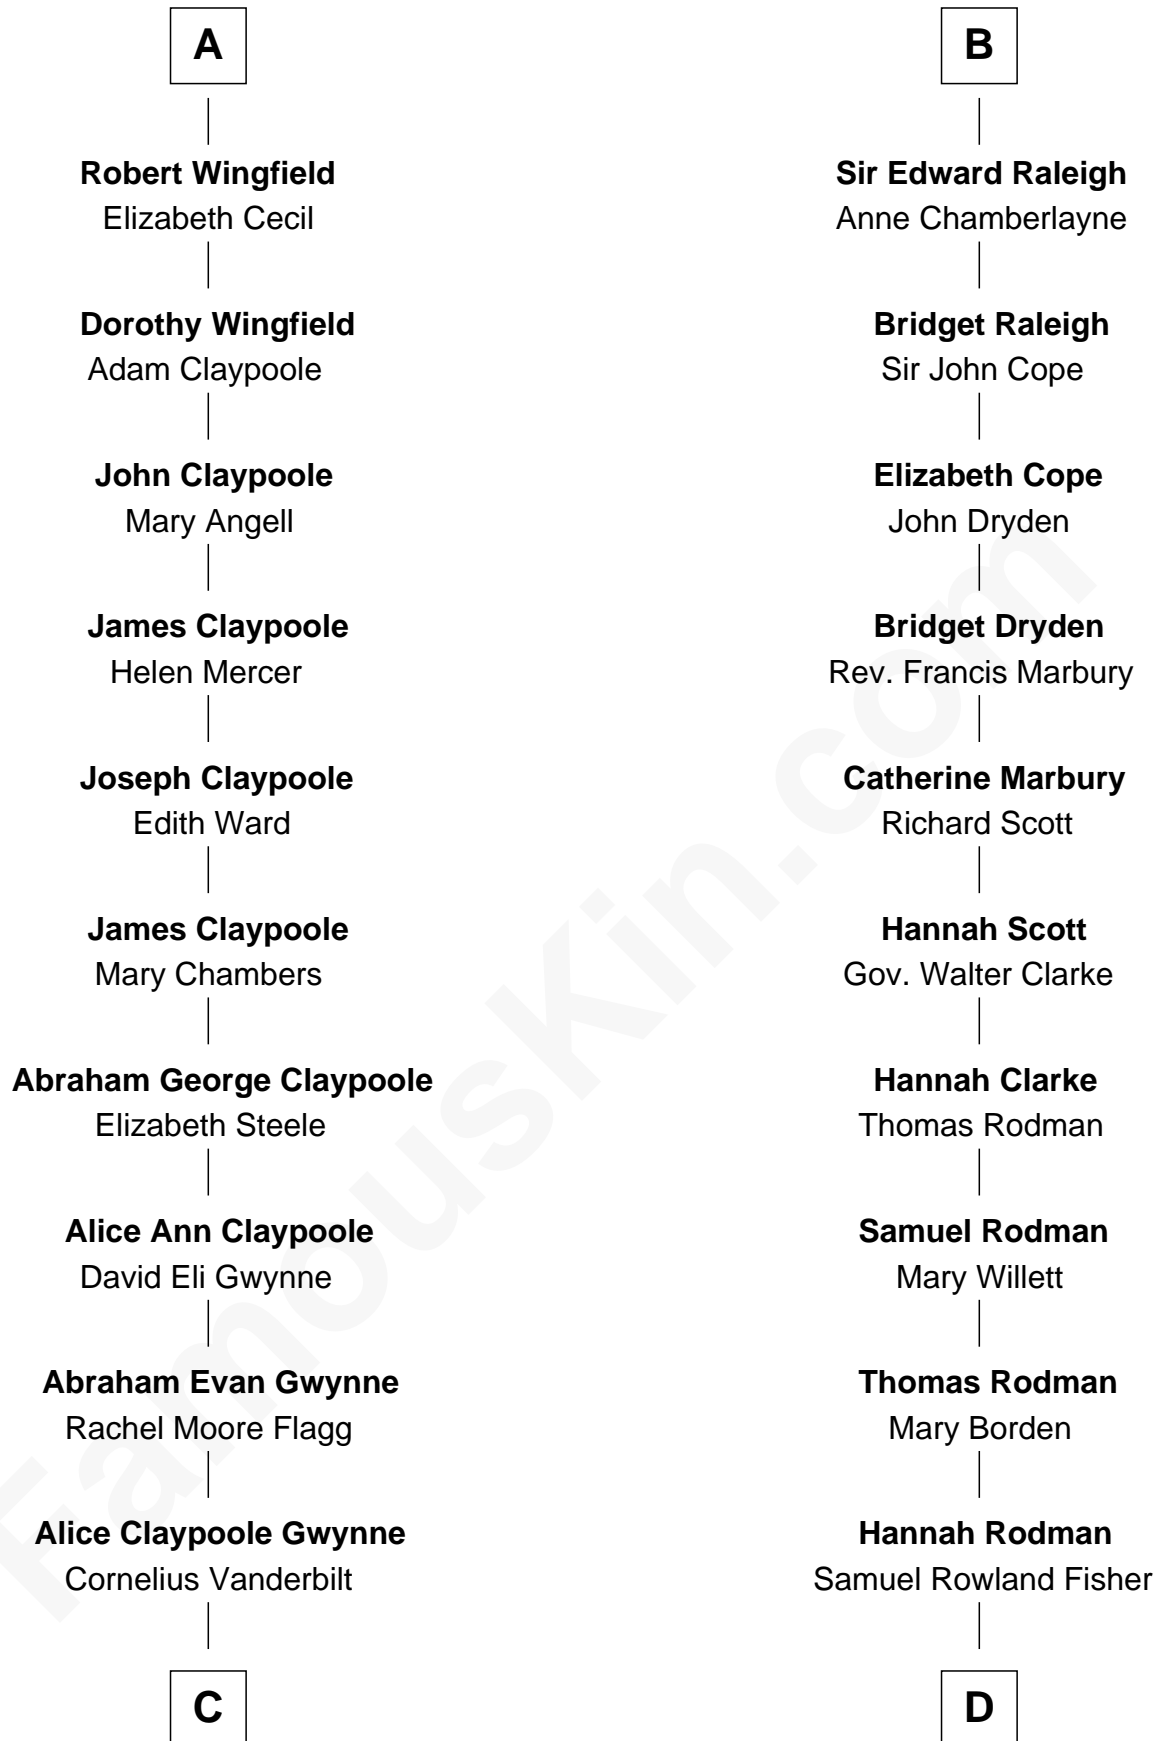 A
Robert Wingfield
Elizabeth Cecil
Dorothy Wingfield
Adam Claypoole
John Claypoole
Mary Angell
James Claypoole
Helen Mercer
Joseph Claypoole
Edith Ward
James Claypoole
Mary Chambers
Abraham George Claypoole
Elizabeth Steele
Alice Ann Claypoole
David Eli Gwynne
Abraham Evan Gwynne
Rachel Moore Flagg
Alice Claypoole Gwynne
Cornelius Vanderbilt
C
B
Sir Edward Raleigh
Anne Chamberlayne
Bridget Raleigh
Sir John Cope
Elizabeth Cope
John Dryden
Bridget Dryden
Rev. Francis Marbury
Catherine Marbury
Richard Scott
Hannah Scott
Gov. Walter Clarke
Hannah Clarke
Thomas Rodman
Samuel Rodman
Mary Willett
Thomas Rodman
Mary Borden
Hannah Rodman
Samuel Rowland Fisher
D
FamousKin.com